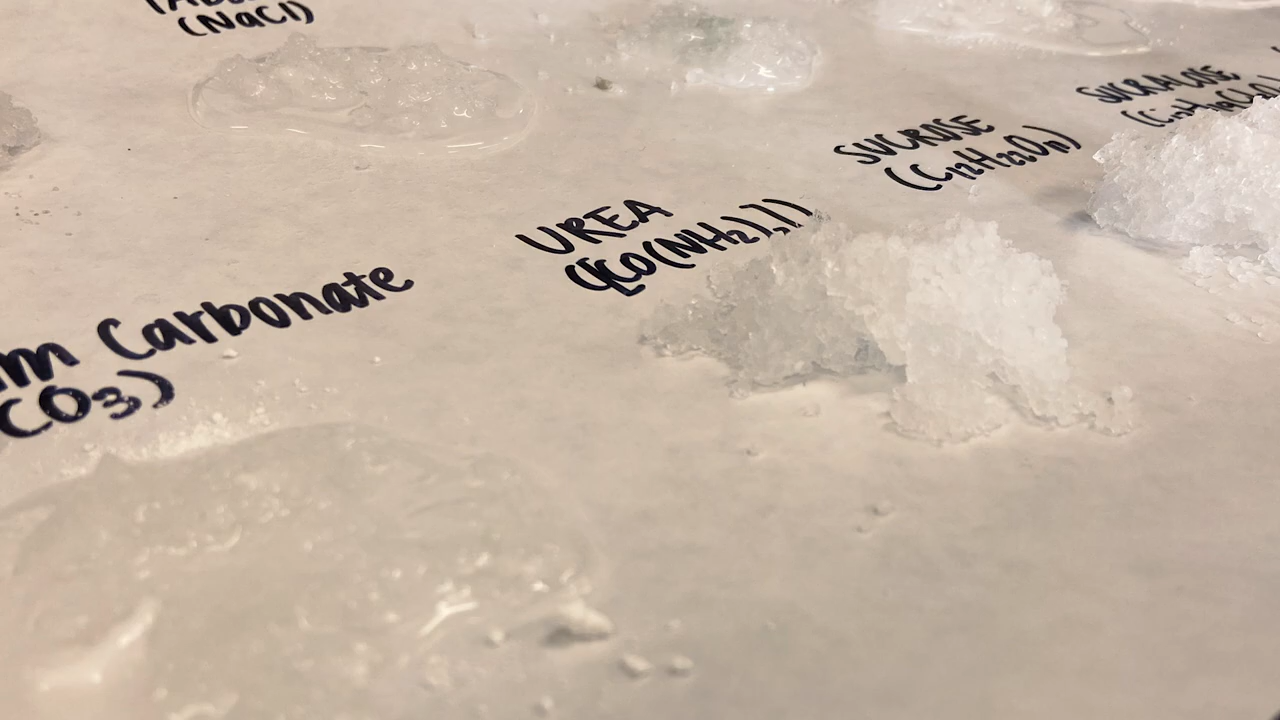 (NaCl)
SUCRALOSE
SUCROSE
(C12H22O11)
UREA
([CO(NH2)2])
Carbonate
CO3)